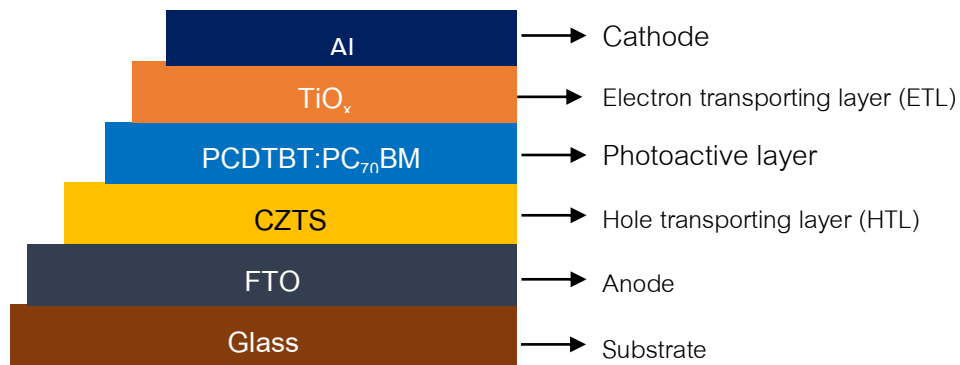 Al
Cathode
TiOₓ
Electron transporting layer (ETL)
PCDTBT:PC₇₀BM
Photoactive layer
CZTS
Hole transporting layer (HTL)
FTO
Anode
Glass
Substrate